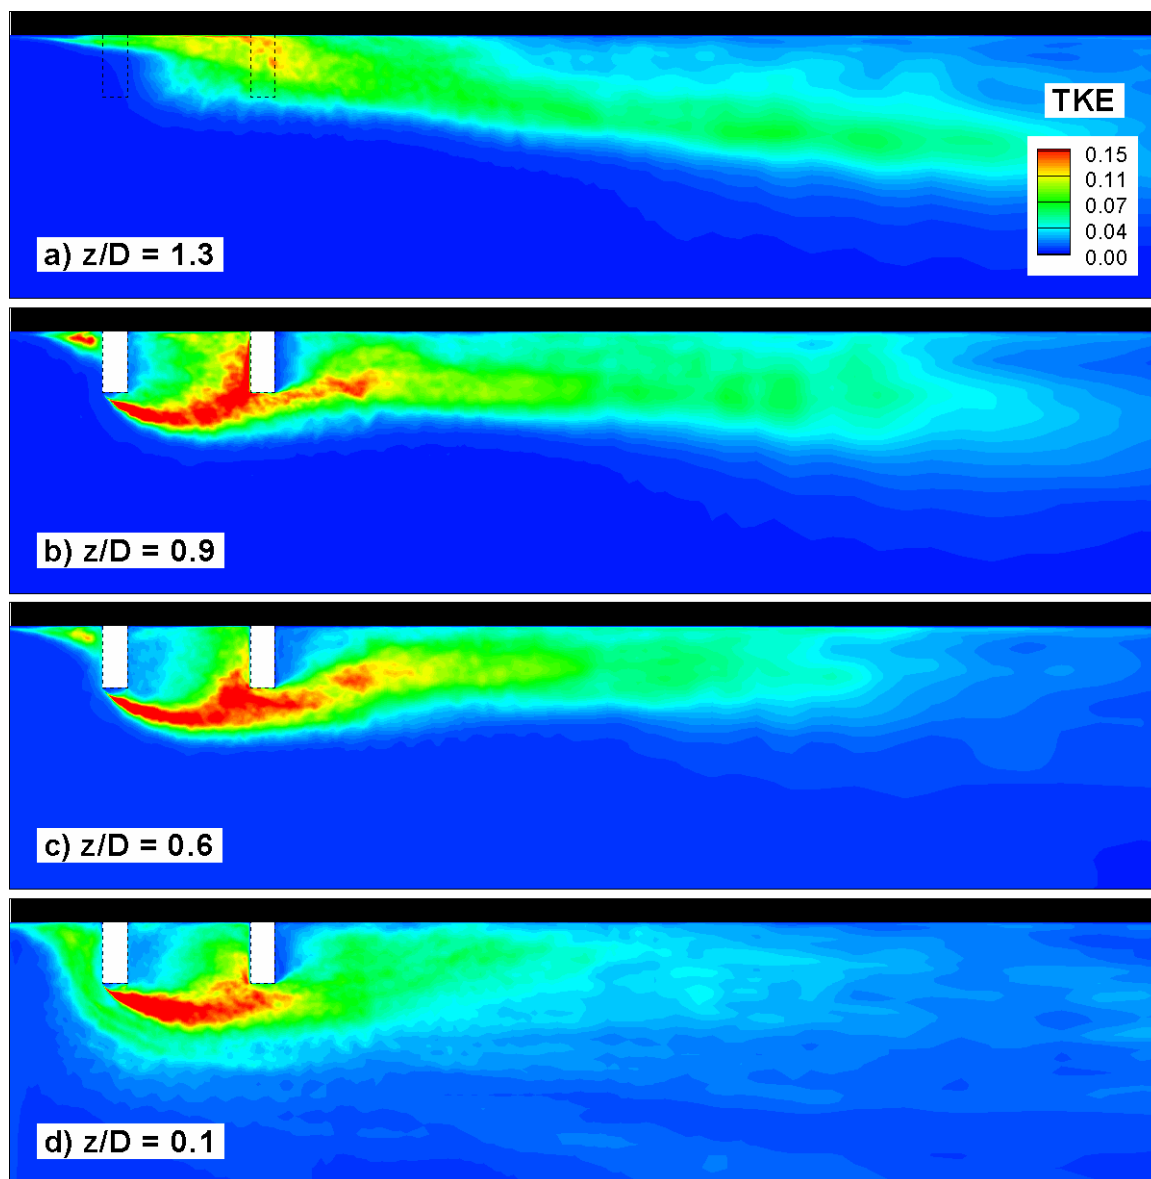 TKE
0.15
0.11
0.07
0.04
0.00
a) z/D = 1.3
b) z/D = 0.9
c) z/D = 0.6
d) z/D = 0.1